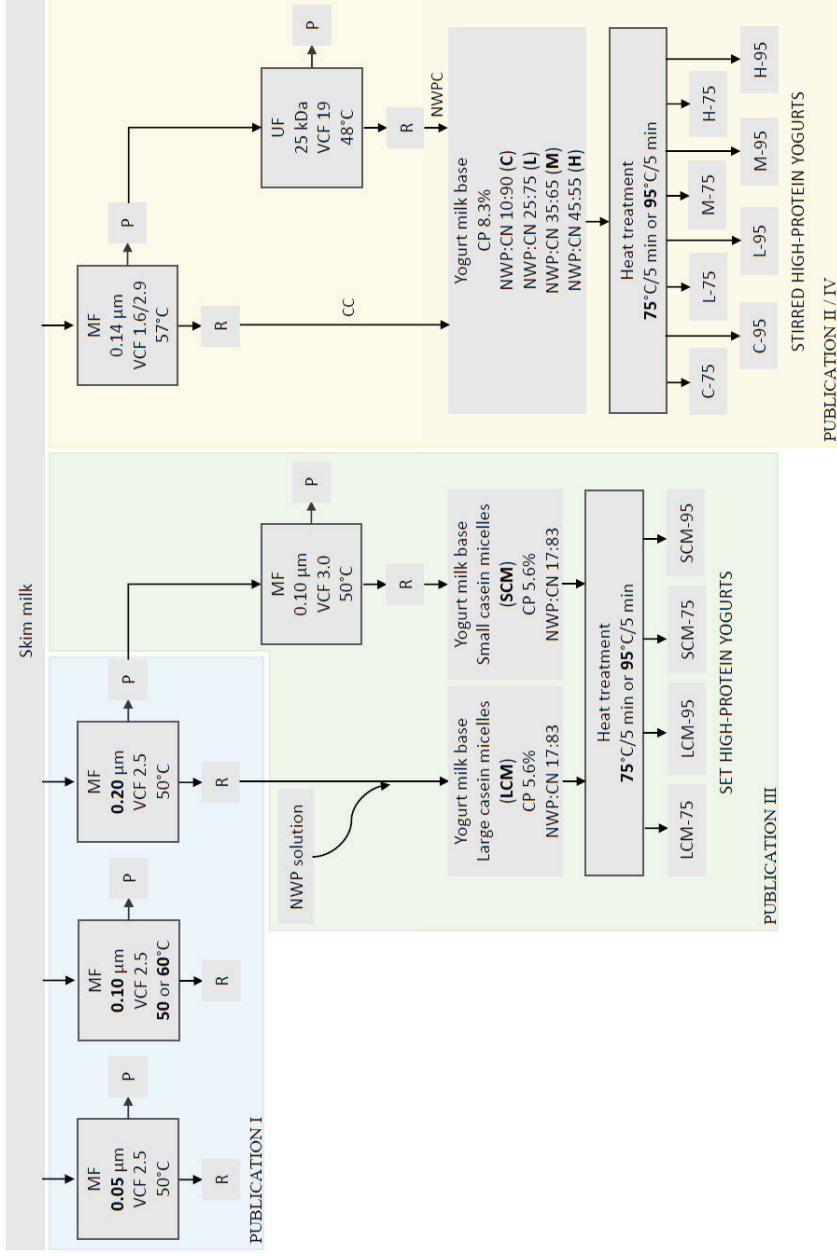 Skim milk
MF
0.05 µm
VCF 2.5
50°C
P
R
MF
0.10 µm
VCF 2.5
50 or 60°C
P
R
MF
0.20 µm
VCF 2.5
50°C
P
R
PUBLICATION I
NWP solution
MF
0.10 µm
VCF 3.0
50°C
P
R
Yogurt milk base
Large casein micelles
(LCM)
CP 5.6%
NWP:CN 17:83
Yogurt milk base
Small casein micelles
(SCM)
CP 5.6%
NWP:CN 17:83
Heat treatment
75°C/5 min or 95°C/5 min
LCM-75
LCM-95
SCM-75
SCM-95
SET HIGH-PROTEIN YOGURTS
PUBLICATION III
MF
0.14 µm
VCF 1.6/2.9
57°C
P
R
UF
25 kDa
VCF 19
48°C
P
R
CC
NWPC
Yogurt milk base
CP 8.3%
NWP:CN 10:90 (C)
NWP:CN 25:75 (L)
NWP:CN 35:65 (M)
NWP:CN 45:55 (H)
Heat treatment
75°C/5 min or 95°C/5 min
C-75
C-95
L-75
L-95
M-75
M-95
H-75
H-95
STIRRED HIGH-PROTEIN YOGURTS
PUBLICATION II / IV